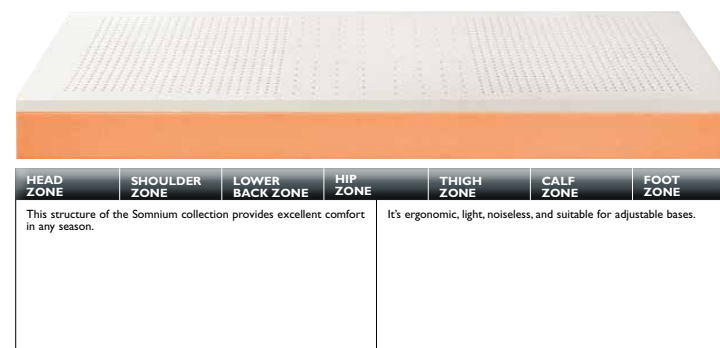 HEAD
ZONE
SHOULDER
ZONE
LOWER
BACK ZONE
HIP
ZONE
THIGH
ZONE
CALF
ZONE
FOOT
ZONE
This structure of the Somnium collection provides excellent comfort
in any season.
It's ergonomic, light, noiseless, and suitable for adjustable bases.